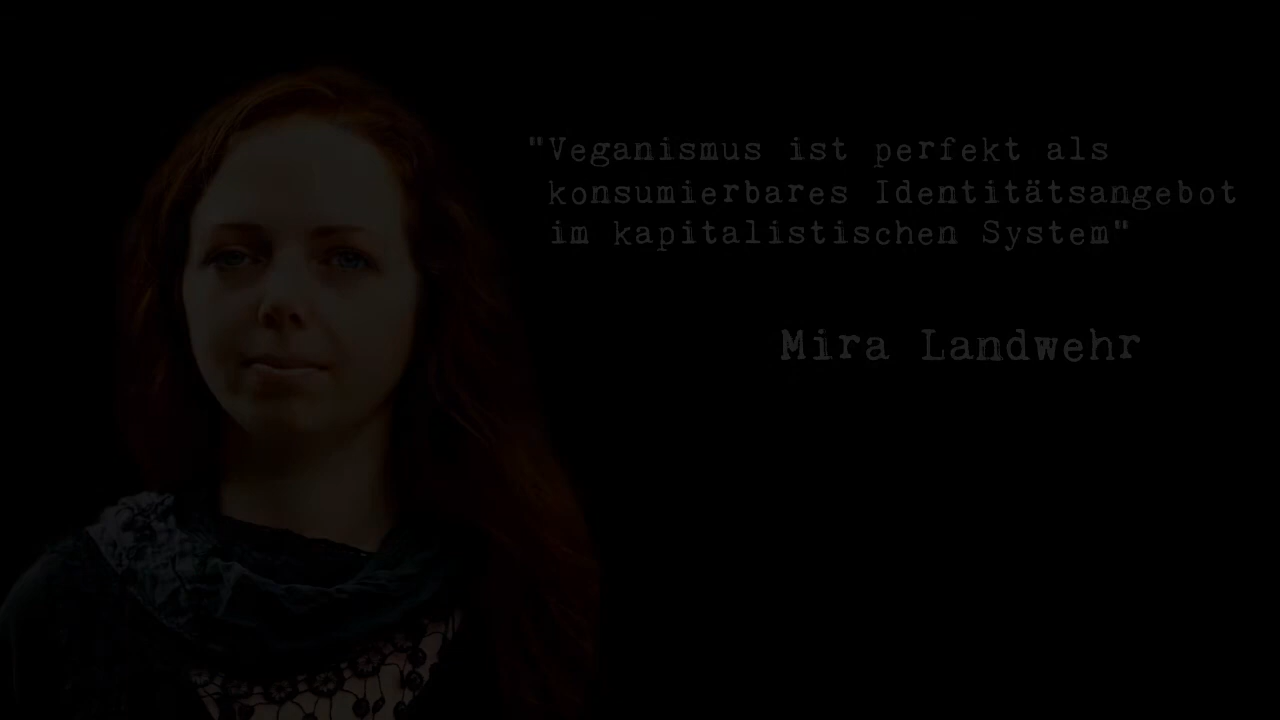 "Veganismus ist perfekt als
konsumierbares Identitätsangebot
im kapitalistischen System"
Mira Landwehr